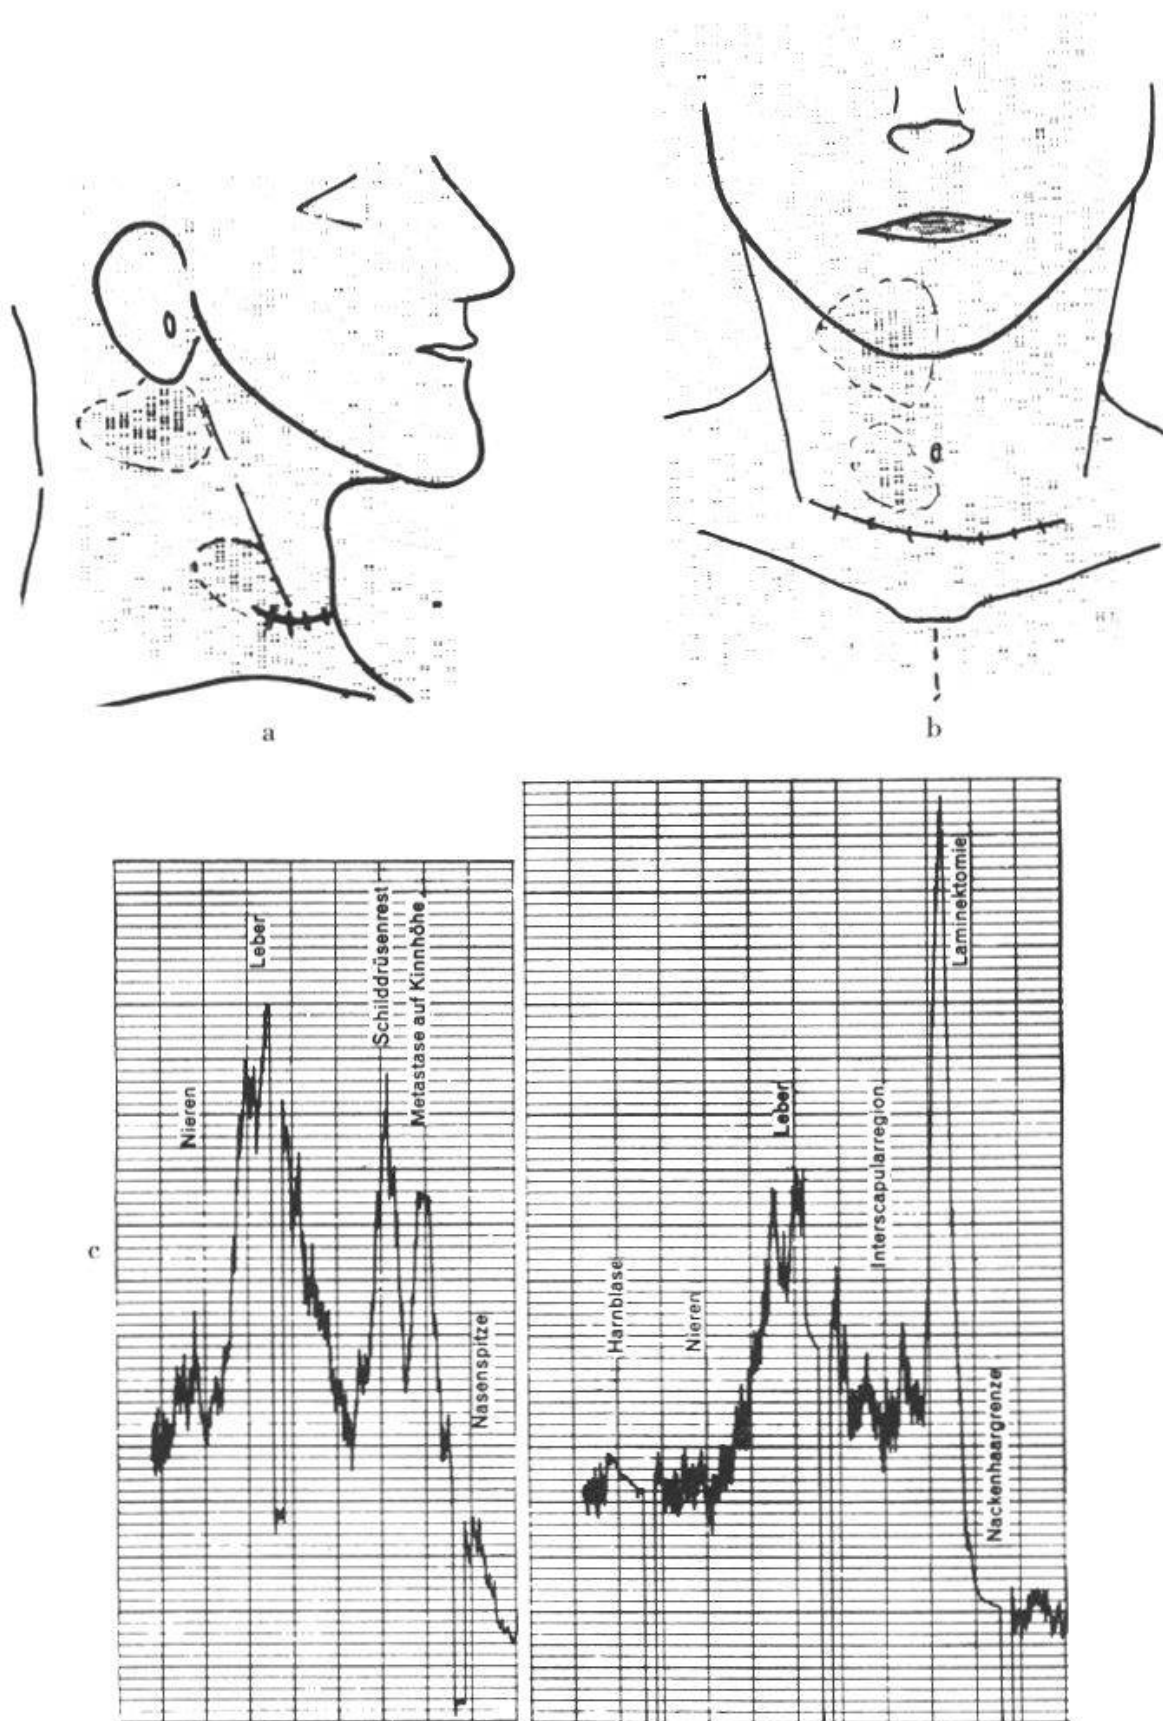 a
b
c
Nieren
Leber
Schilddrüsenrest
Metastase auf Kinnhöhe
Nasenspitze
Harnblase
Nieren
Leber
Interscapularregion
Laminektomie
Nackenhaargrenze